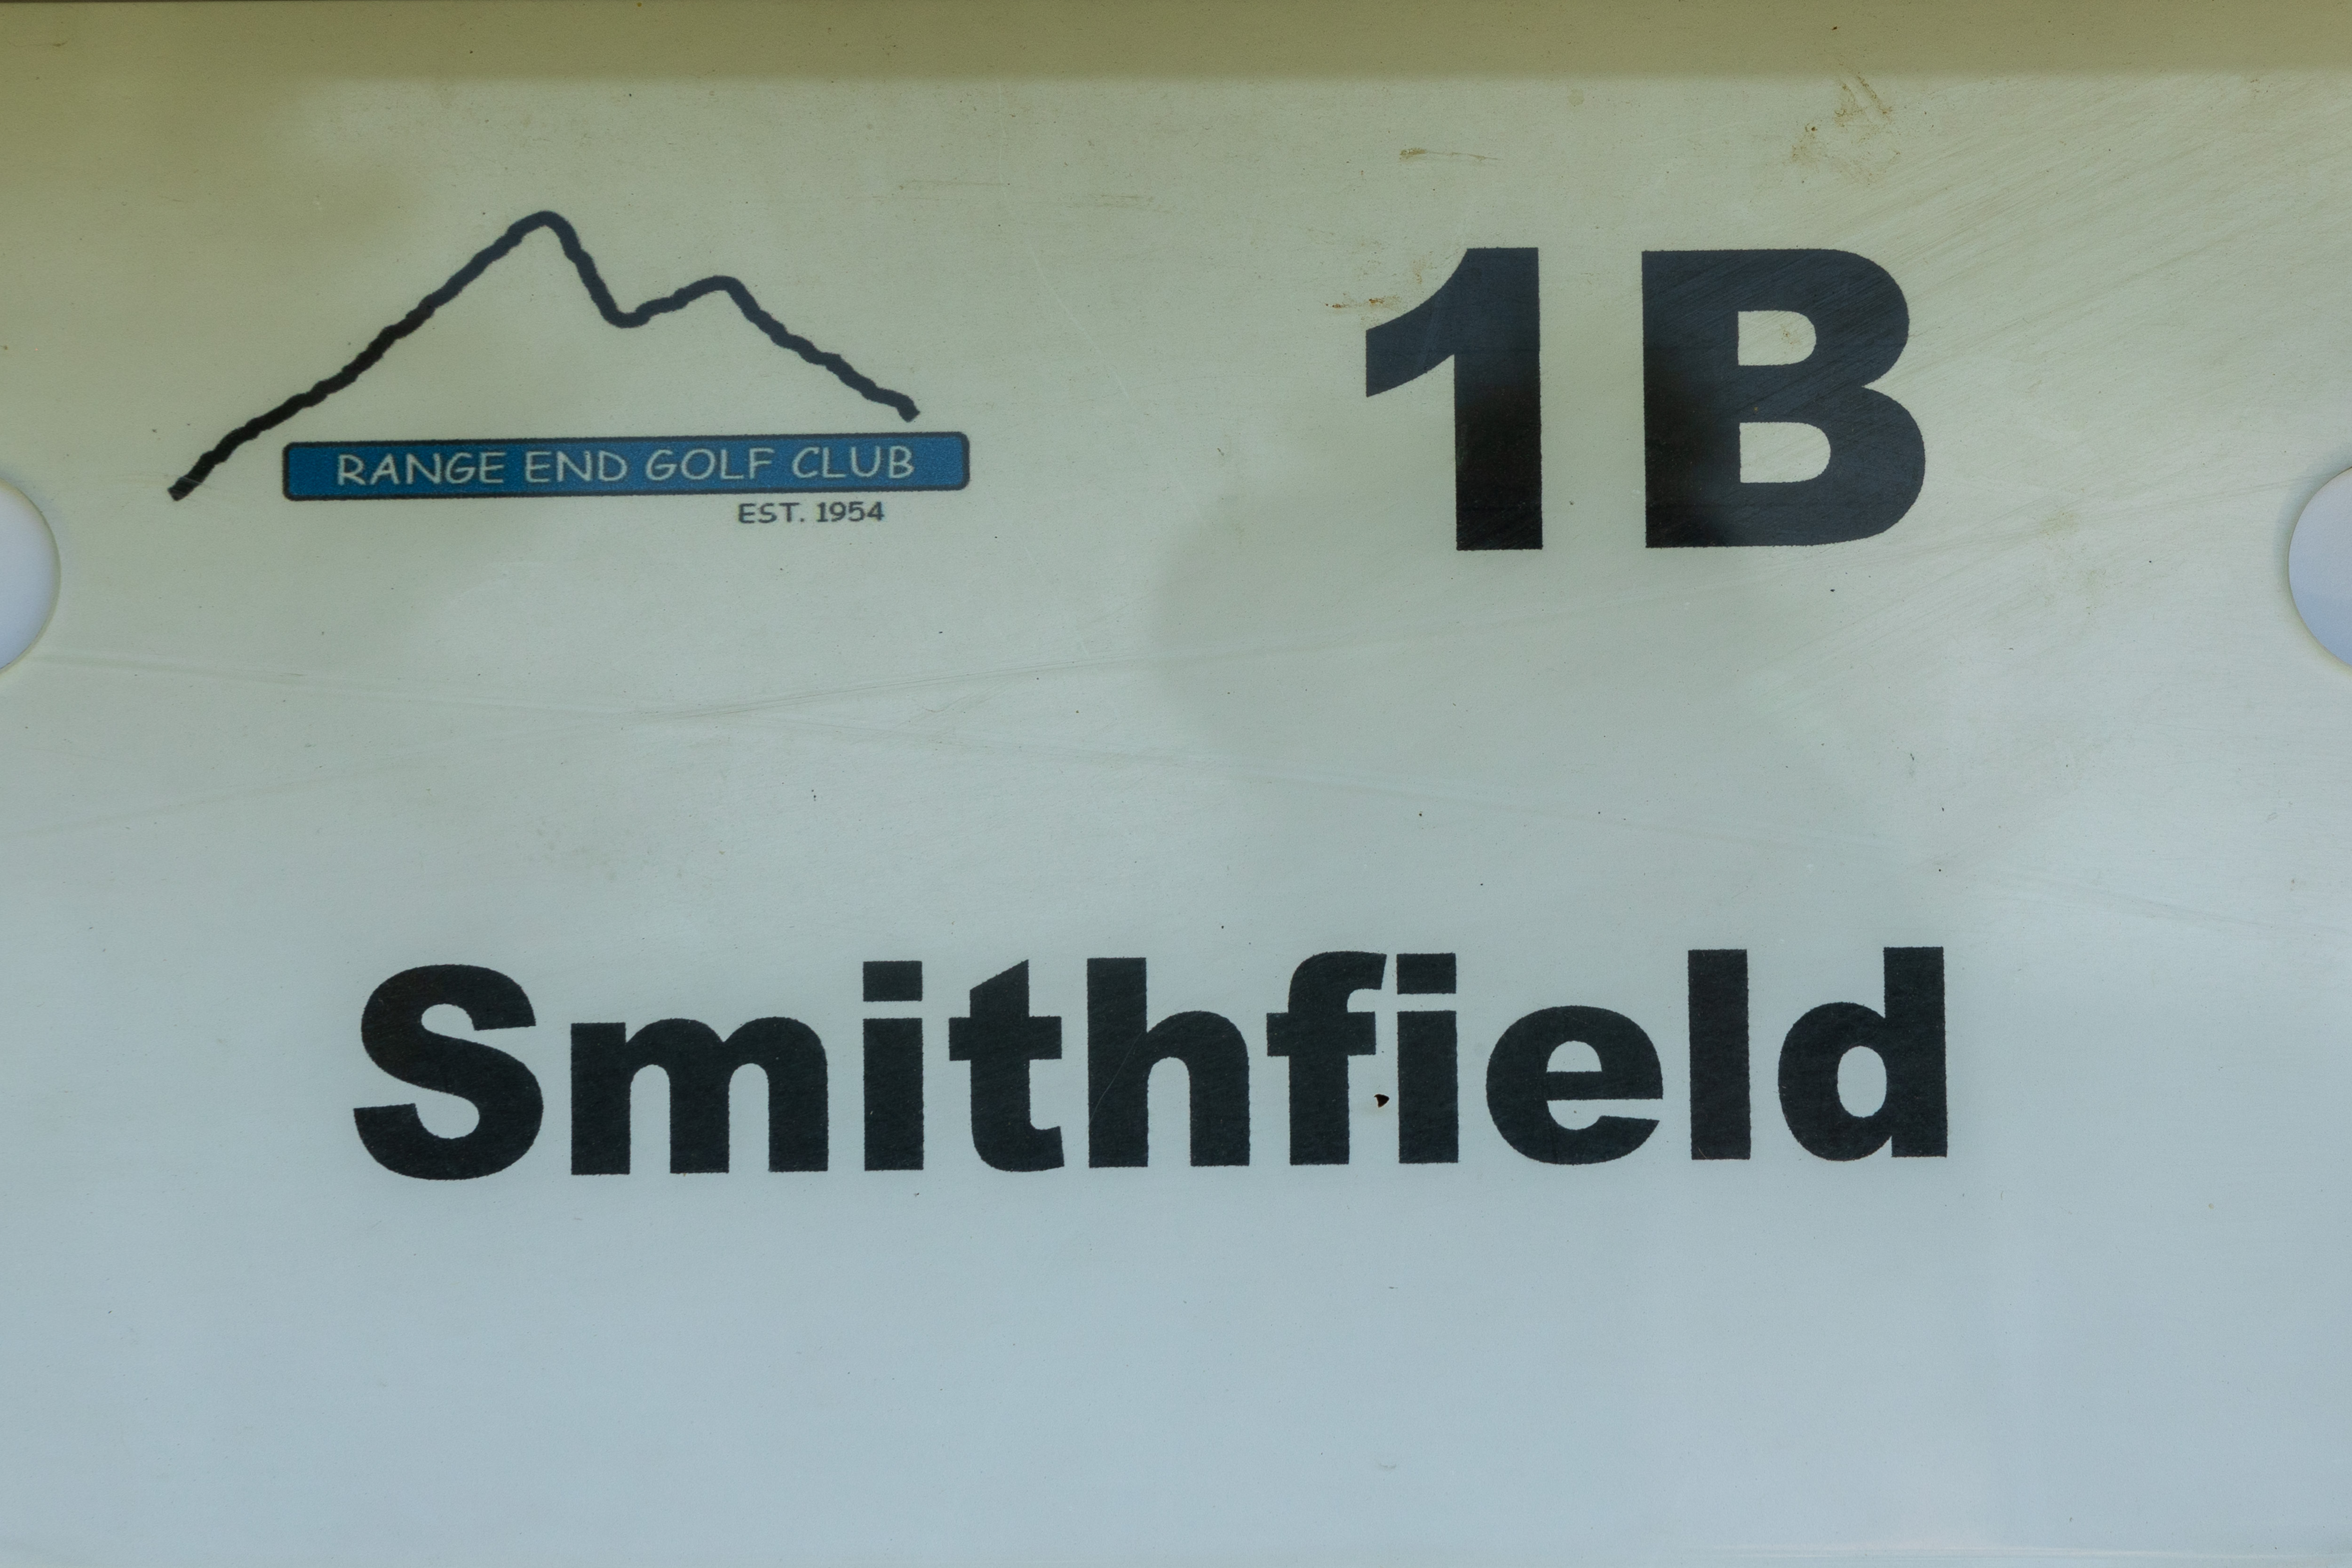 1B
RANGE END GOLF CLUB
EST. 1954
Smithfield